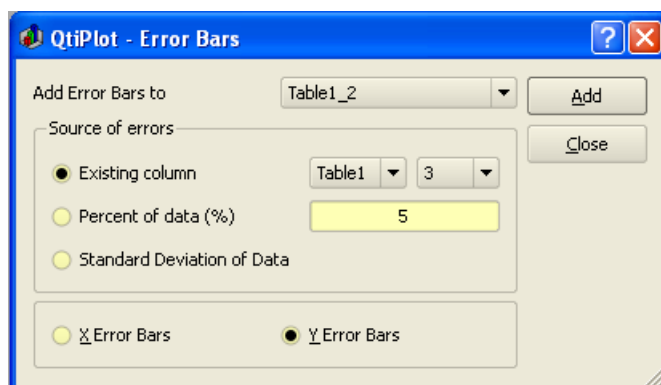 QtiPlot - Error Bars
Add Error Bars to Table1_2 Add
Source of errors Close
Existing column Table1 3
Percent of data (%) 5
Standard Deviation of Data
X Error Bars Y Error Bars